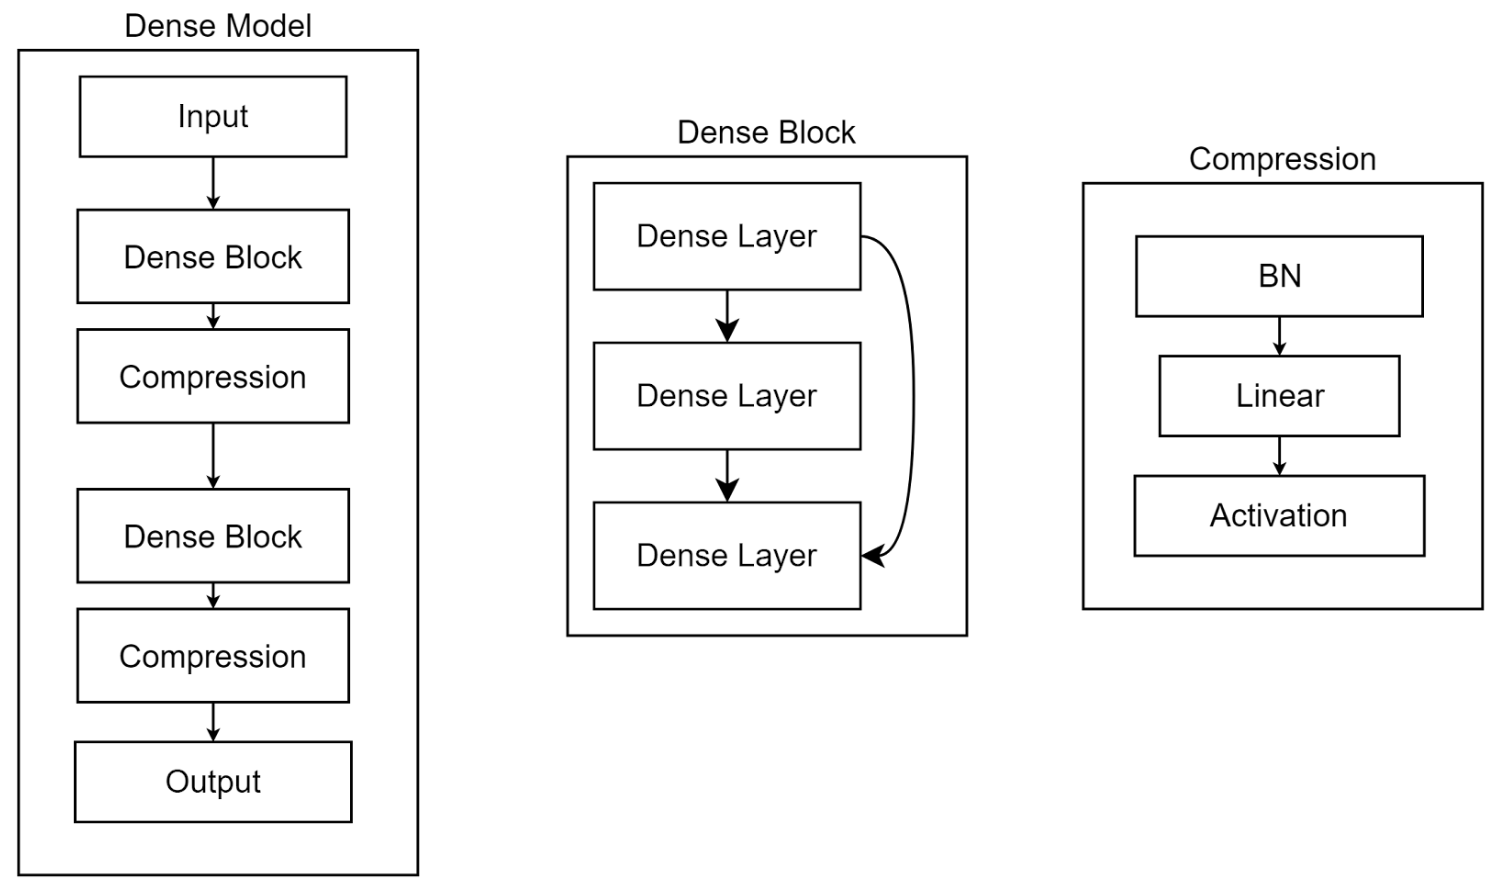 Dense Model
Input
Dense Block
Compression
Dense Block
Compression
Output
Dense Block
Dense Layer
Dense Layer
Dense Layer
Compression
BN
Linear
Activation